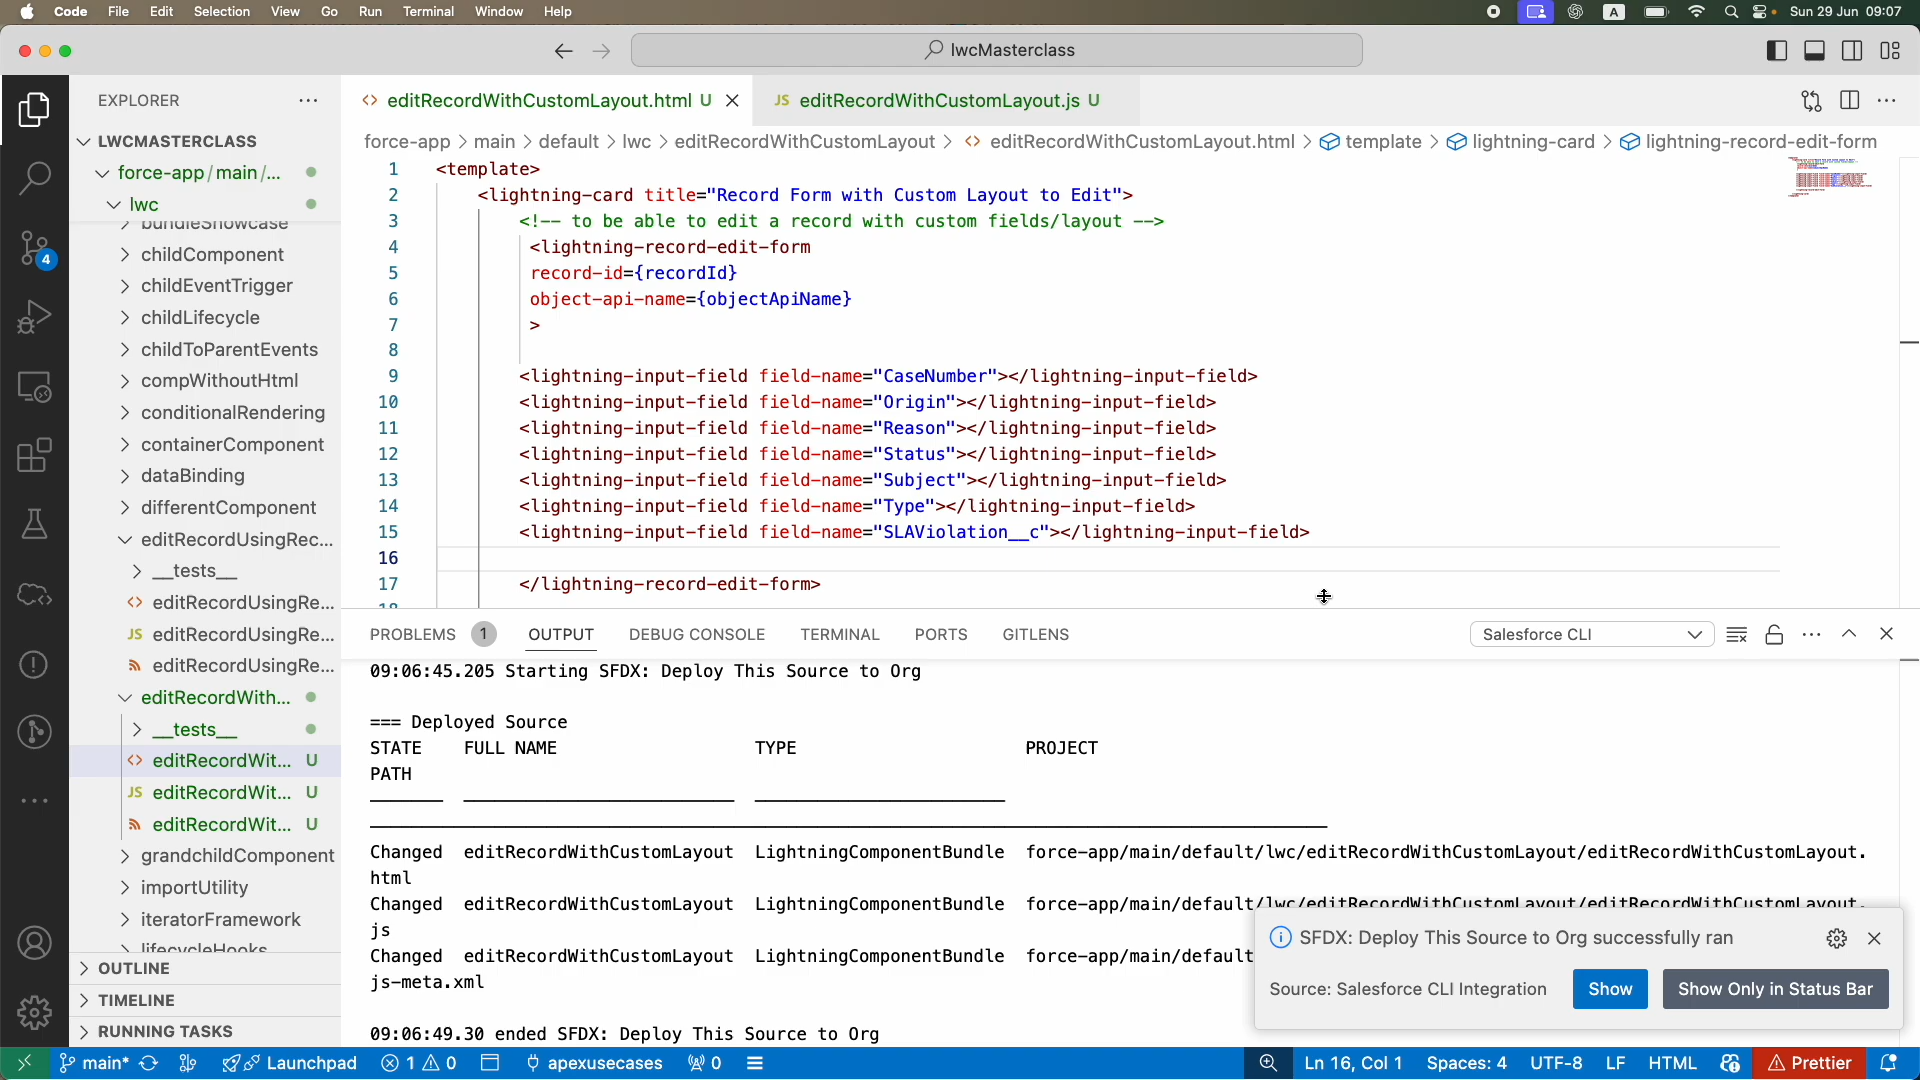 Code File Edit Selection View Go Run Terminal Window Help
A Sun 29 Jun 09:07
lwcMasterclass
EXPLORER
LWCMASTERCLASS
force-app/main/...
lwc
bundleShowcase
childComponent
childEventTrigger
childLifecycle
childToParentEvents
compWithoutHtml
conditionalRendering
containerComponent
dataBinding
differentComponent
editRecordUsingRec...
__tests__
editRecordUsingRe...
JS editRecordUsingRe...
editRecordUsingRe...
editRecordWith...
__tests__
editRecordWit... U
JS editRecordWit... U
editRecordWit... U
grandchildComponent
importUtility
iteratorFramework
lifecycleHooks
OUTLINE
TIMELINE
RUNNING TASKS
4
<> editRecordWithCustomLayout.html U
JS editRecordWithCustomLayout.js U
force-app > main > default > lwc > editRecordWithCustomLayout > <> editRecordWithCustomLayout.html > template > lightning-card > lightning-record-edit-form
1 <template>
2 <lightning-card title="Record Form with Custom Layout to Edit">
3 <!-- to be able to edit a record with custom fields/layout -->
4 <lightning-record-edit-form
5 record-id={recordId}
6 object-api-name={objectApiName}
7 >
8
9 <lightning-input-field field-name="CaseNumber"></lightning-input-field>
10 <lightning-input-field field-name="Origin"></lightning-input-field>
11 <lightning-input-field field-name="Reason"></lightning-input-field>
12 <lightning-input-field field-name="Status"></lightning-input-field>
13 <lightning-input-field field-name="Subject"></lightning-input-field>
14 <lightning-input-field field-name="Type"></lightning-input-field>
15 <lightning-input-field field-name="SLAViolation__c"></lightning-input-field>
16
17 </lightning-record-edit-form>
18
PROBLEMS 1 OUTPUT DEBUG CONSOLE TERMINAL PORTS GITLENS
Salesforce CLI
09:06:45.205 Starting SFDX: Deploy This Source to Org
=== Deployed Source
STATE FULL NAME TYPE PROJECT
PATH
Changed editRecordWithCustomLayout LightningComponentBundle force-app/main/default/lwc/editRecordWithCustomLayout/editRecordWithCustomLayout.
html
Changed editRecordWithCustomLayout LightningComponentBundle force-app/main/default/lwc/editRecordWithCustomLayout/editRecordWithCustomLayout.
js
Changed editRecordWithCustomLayout LightningComponentBundle force-app/main/default
js-meta.xml
09:06:49.30 ended SFDX: Deploy This Source to Org
SFDX: Deploy This Source to Org successfully ran
Source: Salesforce CLI Integration
Show
Show Only in Status Bar
main* Launchpad 1 0 apexusecases 0
Ln 16, Col 1 Spaces: 4 UTF-8 LF HTML Prettier